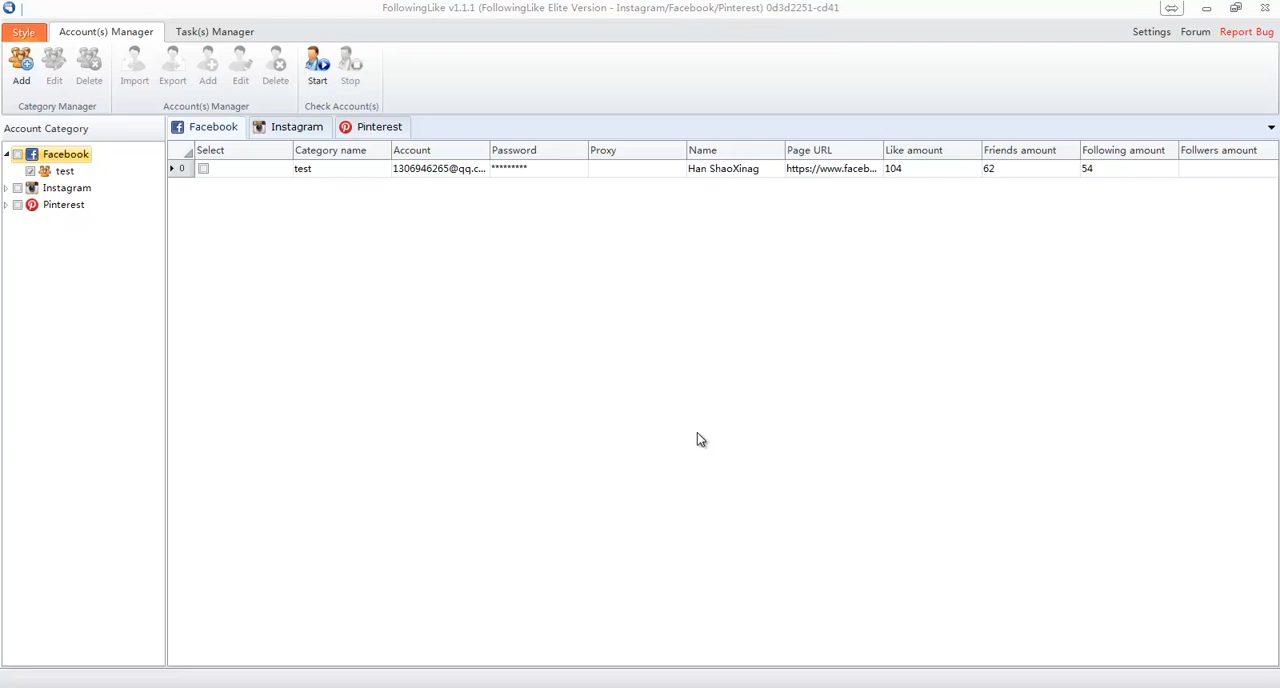 FollowingLike v1.1.1 (FollowingLike Elite Version - Instagram/Facebook/Pinterest) 0d3d2251-cd41
Style Account(s) Manager Task(s) Manager Settings Forum Report Bug
Add Edit Delete Import Export Add Edit Delete Start Stop
Category Manager Account(s) Manager Check Account(s)
Account Category Facebook Instagram Pinterest
Select Category name Account Password Proxy Name Page URL Like amount Friends amount Following amount Follwers amount
0 test 1306946265@qq.c... ********* Han ShaoXinag https://www.faceb... 104 62 54
Facebook
test
Instagram
Pinterest